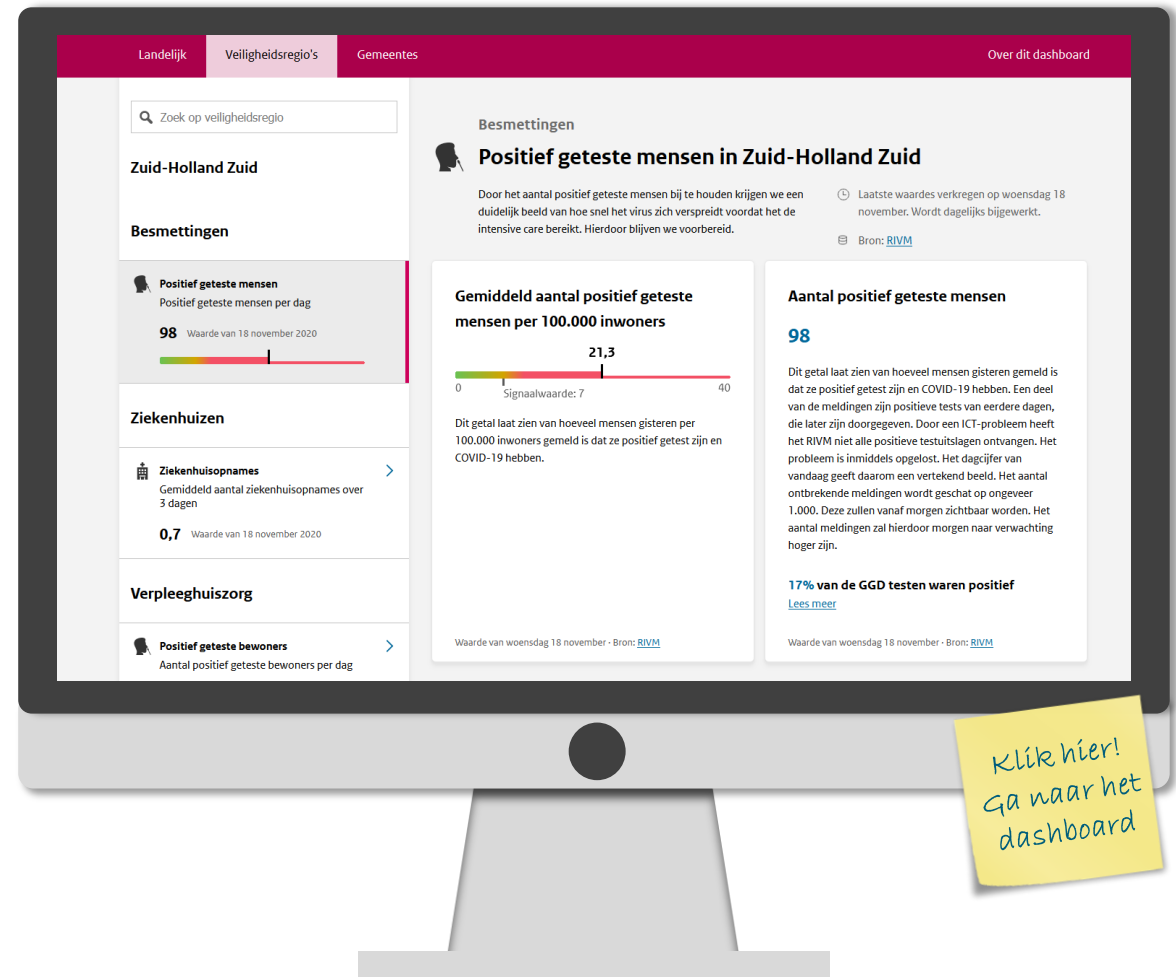 Landelijk Veiligheidsregio's Gemeentes Over dit dashboard
Zoek op veiligheidsregio
Zuid-Holland Zuid
Besmettingen
Positief geteste mensen
Positief geteste mensen per dag
98 Waarde van 18 november 2020
Ziekenhuizen
Ziekenhuisopnames
Gemiddeld aantal ziekenhuisopnames over
3 dagen
0,7 Waarde van 18 november 2020
Verpleeghuiszorg
Positief geteste bewoners
Aantal positief geteste bewoners per dag
Besmettingen
Positief geteste mensen in Zuid-Holland Zuid
Door het aantal positief geteste mensen bij te houden krijgen we een
duidelijk beeld van hoe snel het virus zich verspreidt voordat het de
intensive care bereikt. Hierdoor blijven we voorbereid.
Laatste waardes verkregen op woensdag 18
november. Wordt dagelijks bijgewerkt.
Bron: RIVM
Gemiddeld aantal positief geteste
mensen per 100.000 inwoners
21,3
0 40
Signaalwaarde: 7
Dit getal laat zien van hoeveel mensen gisteren per
100.000 inwoners gemeld is dat ze positief getest zijn en
COVID-19 hebben.
Waarde van woensdag 18 november · Bron: RIVM
Aantal positief geteste mensen
98
Dit getal laat zien van hoeveel mensen gisteren gemeld is
dat ze positief getest zijn en COVID-19 hebben. Een deel
van de meldingen zijn positieve tests van eerdere dagen,
die later zijn doorgegeven. Door een ICT-probleem heeft
het RIVM niet alle positieve testuitslagen ontvangen. Het
probleem is inmiddels opgelost. Het dagcijfer van
vandaag geeft daarom een vertekend beeld. Het aantal
ontbrekende meldingen wordt geschat op ongeveer
1.000. Deze zullen vanaf morgen zichtbaar worden. Het
aantal meldingen zal hierdoor morgen naar verwachting
hoger zijn.
17% van de GGD testen waren positief
Lees meer
Waarde van woensdag 18 november · Bron: RIVM
Klik hier!
Ga naar het
dashboard